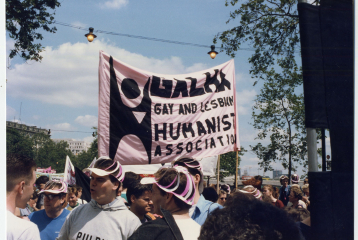 GALHA
GAY AND LESBIAN
HUMANIST
ASSOCIATION